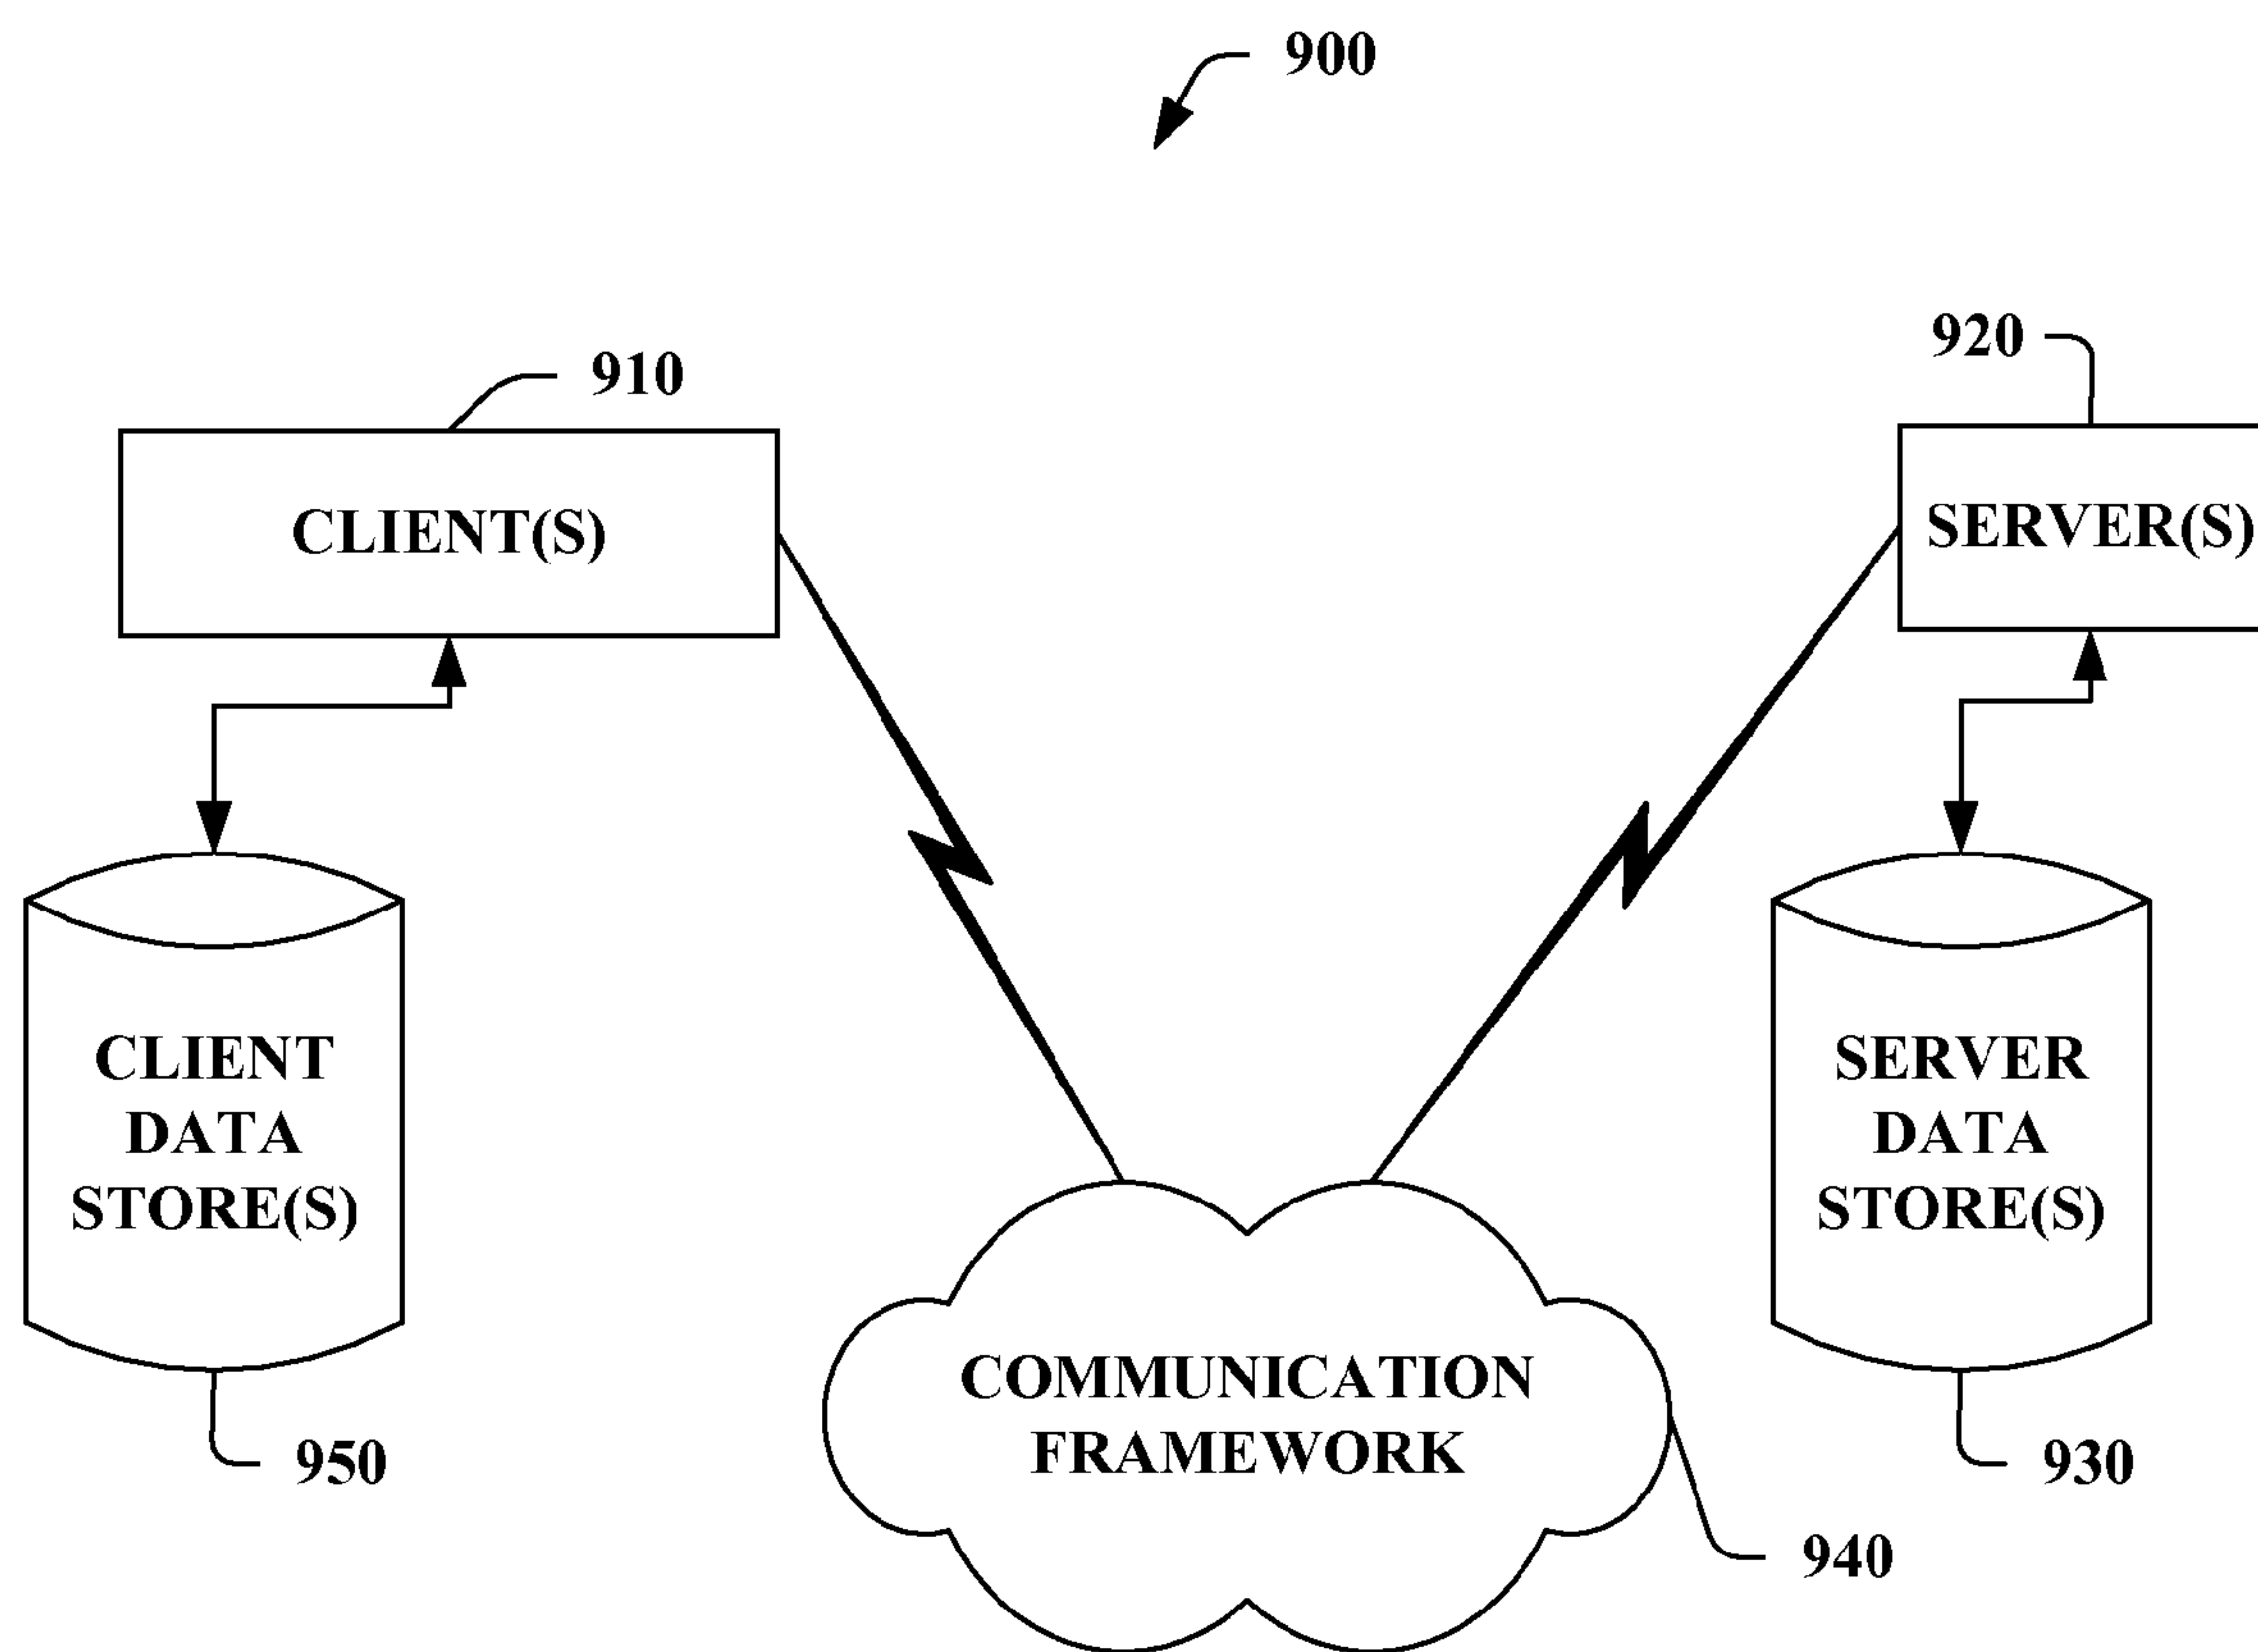 900
910
920
CLIENT(S)
SERVER(S)
CLIENT
DATA
STORE(S)
SERVER
DATA
STORE(S)
COMMUNICATION
FRAMEWORK
950
930
940